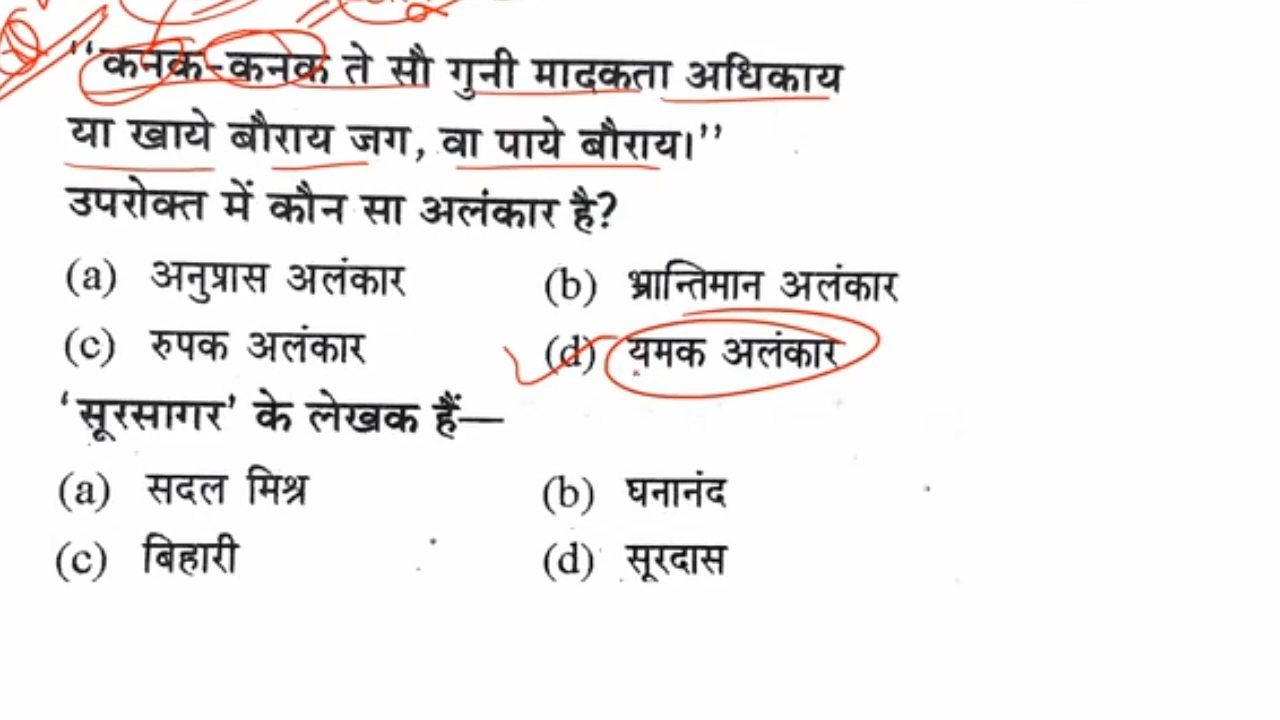 "कनक-कनक ते सौ गुनी मादकता अधिकाय
या खाये बौराय जग, वा पाये बौराय।"
उपरोक्त में कौन सा अलंकार है?
(a) अनुप्रास अलंकार (b) भ्रान्तिमान अलंकार
(c) रुपक अलंकार (d) यमक अलंकार
'सूरसागर' के लेखक हैं—
(a) सदल मिश्र (b) घनानंद
(c) बिहारी (d) सूरदास